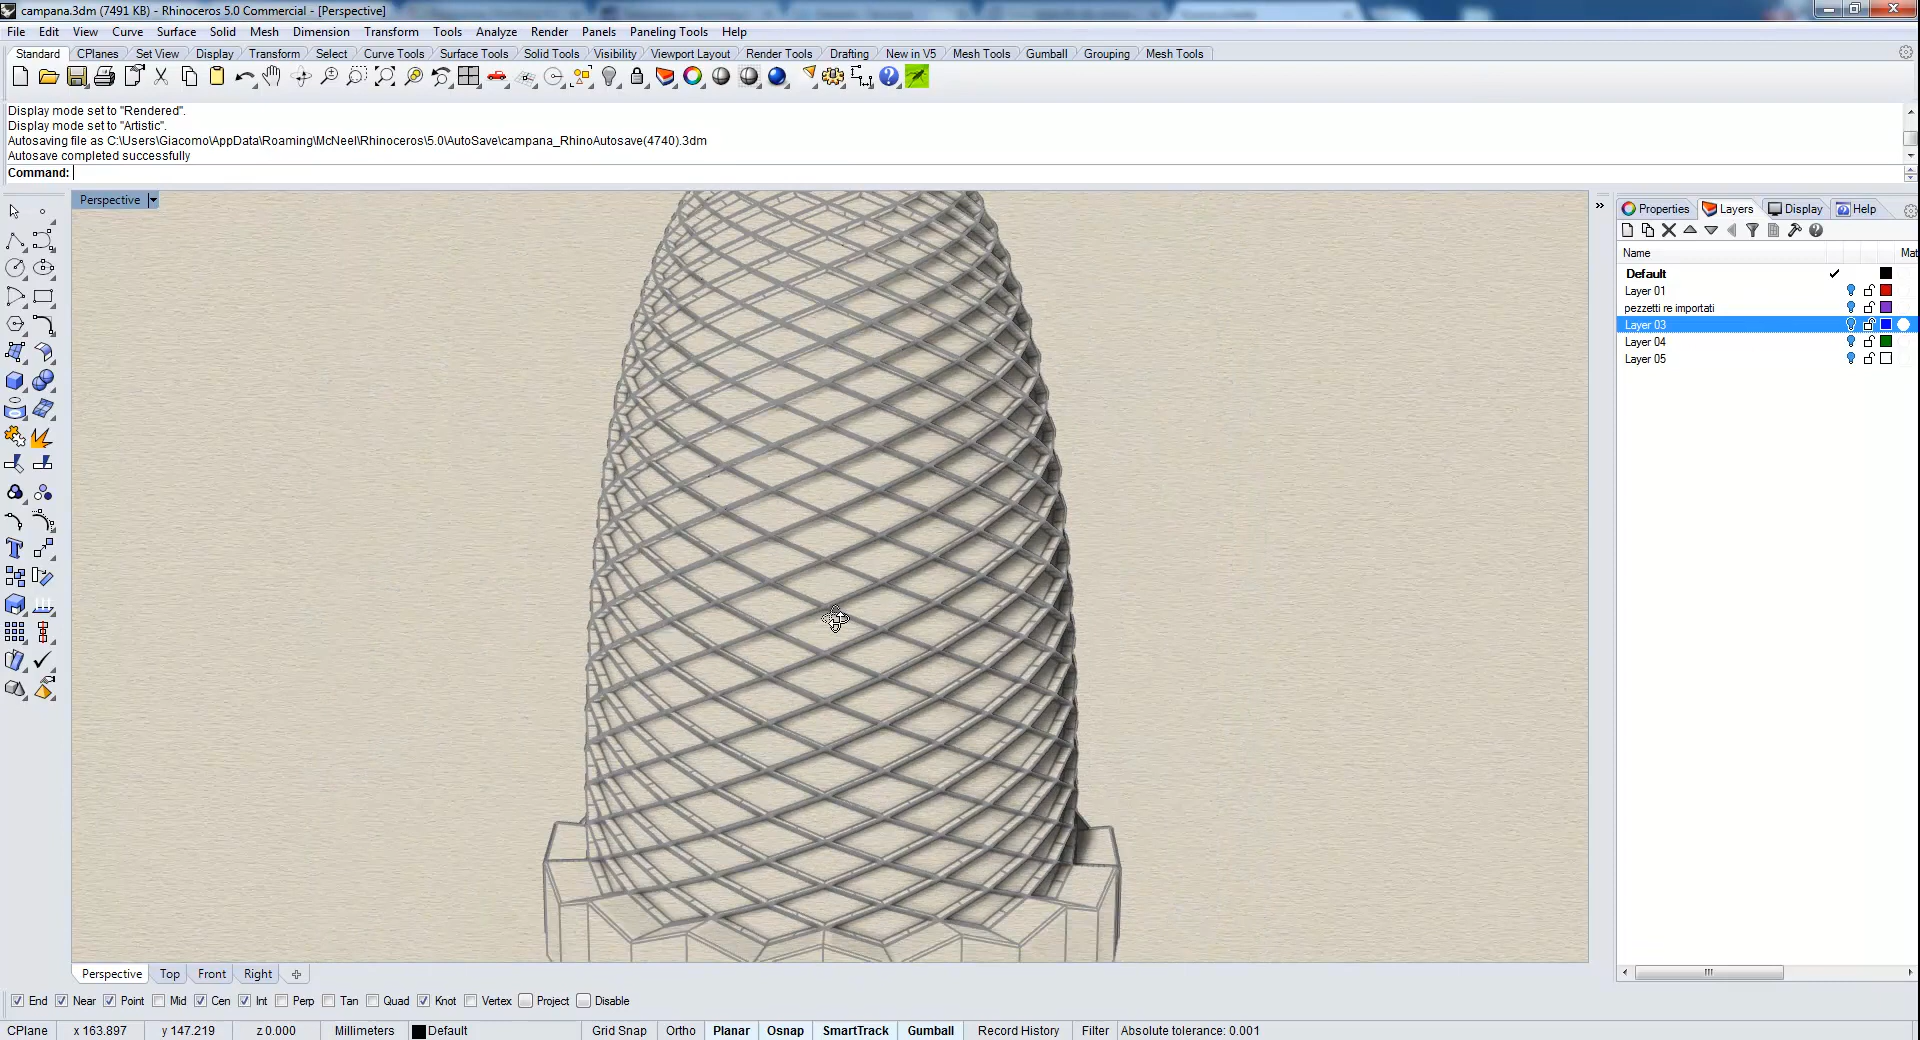 campana.3dm (7491 KB) - Rhinoceros 5.0 Commercial - [Perspective]
File Edit View Curve Surface Solid Mesh Dimension Transform Tools Analyze Render Panels Paneling Tools Help
Standard CPlanes Set View Display Transform Select Curve Tools Surface Tools Solid Tools Visibility Viewport Layout Render Tools Drafting New in V5 Mesh Tools Gumball Grouping Mesh Tools
Display mode set to "Rendered".
Display mode set to "Artistic".
Autosaving file as C:\Users\Giacomo\AppData\Roaming\McNeel\Rhinoceros\5.0\AutoSave\campana_RhinoAutosave(4740).3dm
Autosave completed successfully
Command:
Perspective
Properties Layers Display Help
Name Mat
Default
Layer 01
pezzetti re importati
Layer 03
Layer 04
Layer 05
Perspective Top Front Right
End Near Point Mid Cen Int Perp Tan Quad Knot Vertex Project Disable
CPlane x 163.897 y 147.219 z 0.000 Millimeters Default Grid Snap Ortho Planar Osnap SmartTrack Gumball Record History Filter Absolute tolerance: 0.001